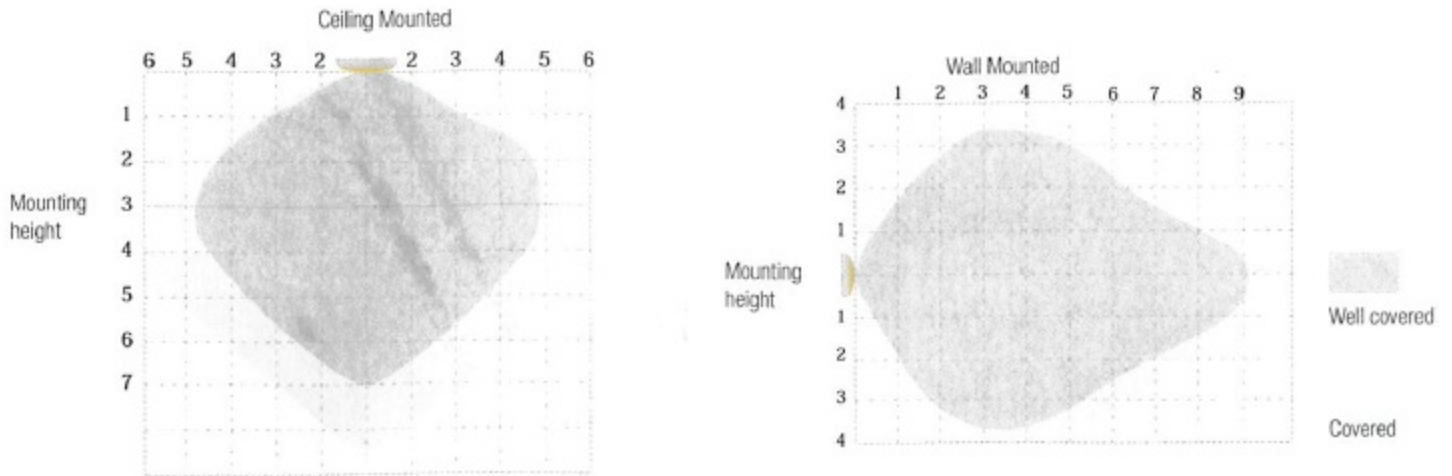 Ceiling Mounted
6 5 4 3 2 2 3 4 5 6
1
2
Mounting
height
3
4
5
6
7
Wall Mounted
1 2 3 4 5 6 7 8 9
4
3
2
1
Mounting
height
1
2
3
4
Well covered
Covered